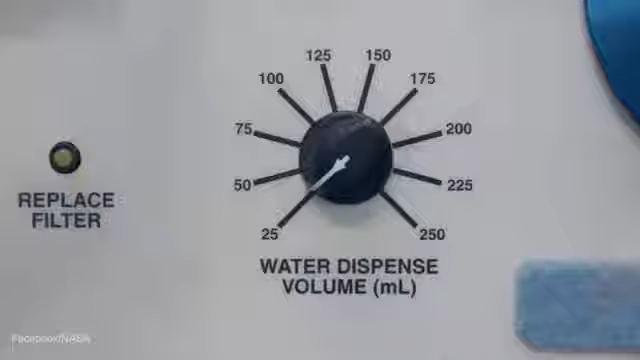 125
150
100
175
75
200
50
225
25
250
REPLACE
FILTER
WATER DISPENSE
VOLUME (mL)
Facebook/NASA